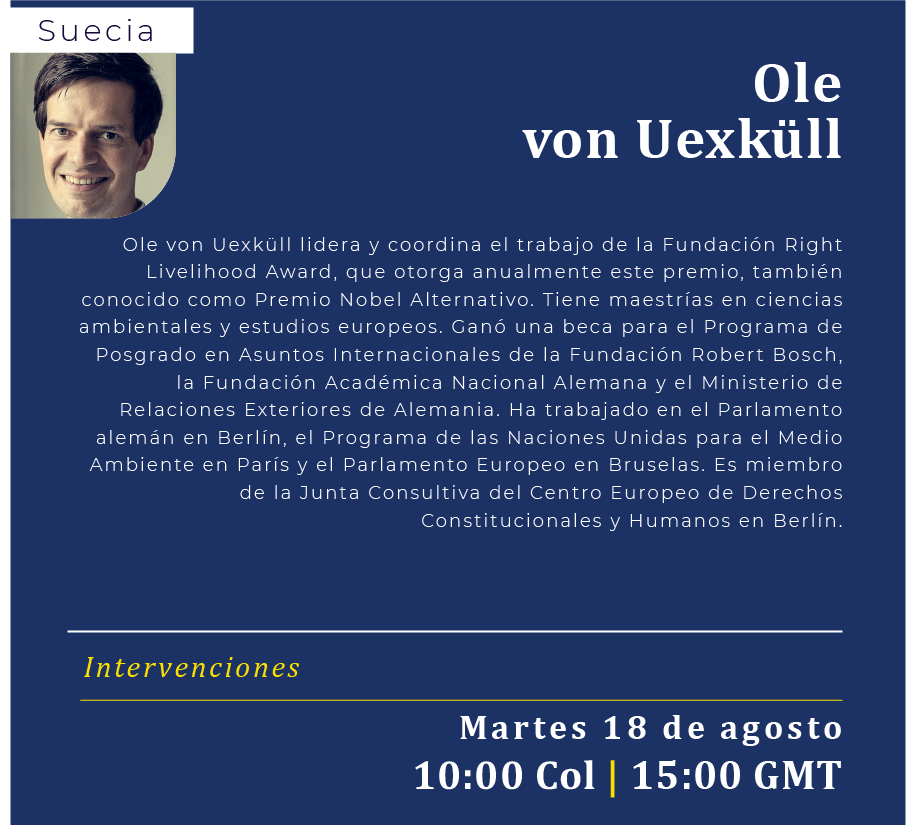 Suecia
Ole
von Uexküll
Ole von Uexküll lidera y coordina el trabajo de la Fundación Right
Livelihood Award, que otorga anualmente este premio, también
conocido como Premio Nobel Alternativo. Tiene maestrías en ciencias
ambientales y estudios europeos. Ganó una beca para el Programa de
Posgrado en Asuntos Internacionales de la Fundación Robert Bosch,
la Fundación Académica Nacional Alemana y el Ministerio de
Relaciones Exteriores de Alemania. Ha trabajado en el Parlamento
alemán en Berlín, el Programa de las Naciones Unidas para el Medio
Ambiente en París y el Parlamento Europeo en Bruselas. Es miembro
de la Junta Consultiva del Centro Europeo de Derechos
Constitucionales y Humanos en Berlín.
Intervenciones
Martes 18 de agosto
10:00 Col | 15:00 GMT